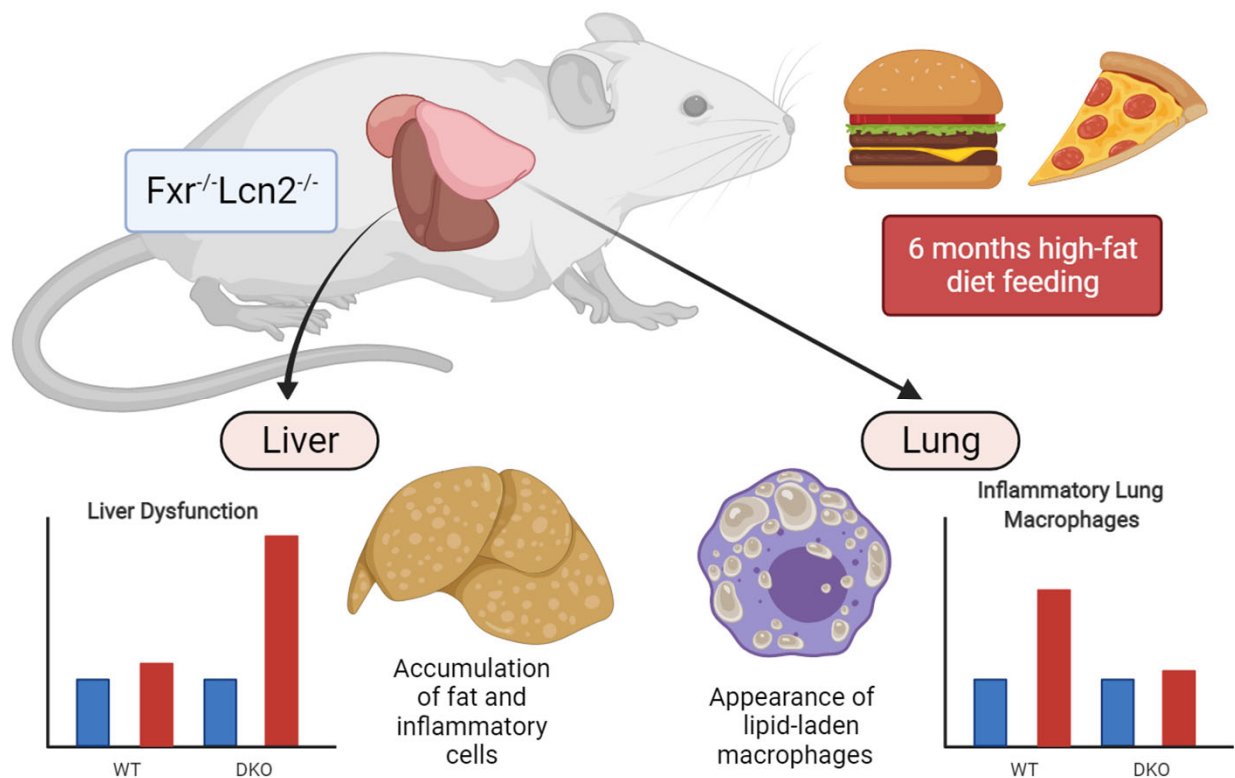 Fxr-/-Lcn2-/-
6 months high-fat
diet feeding
Liver
Lung
Liver Dysfunction
WT
DKO
Accumulation
of fat and
inflammatory
cells
Appearance of
lipid-laden
macrophages
Inflammatory Lung
Macrophages
WT
DKO